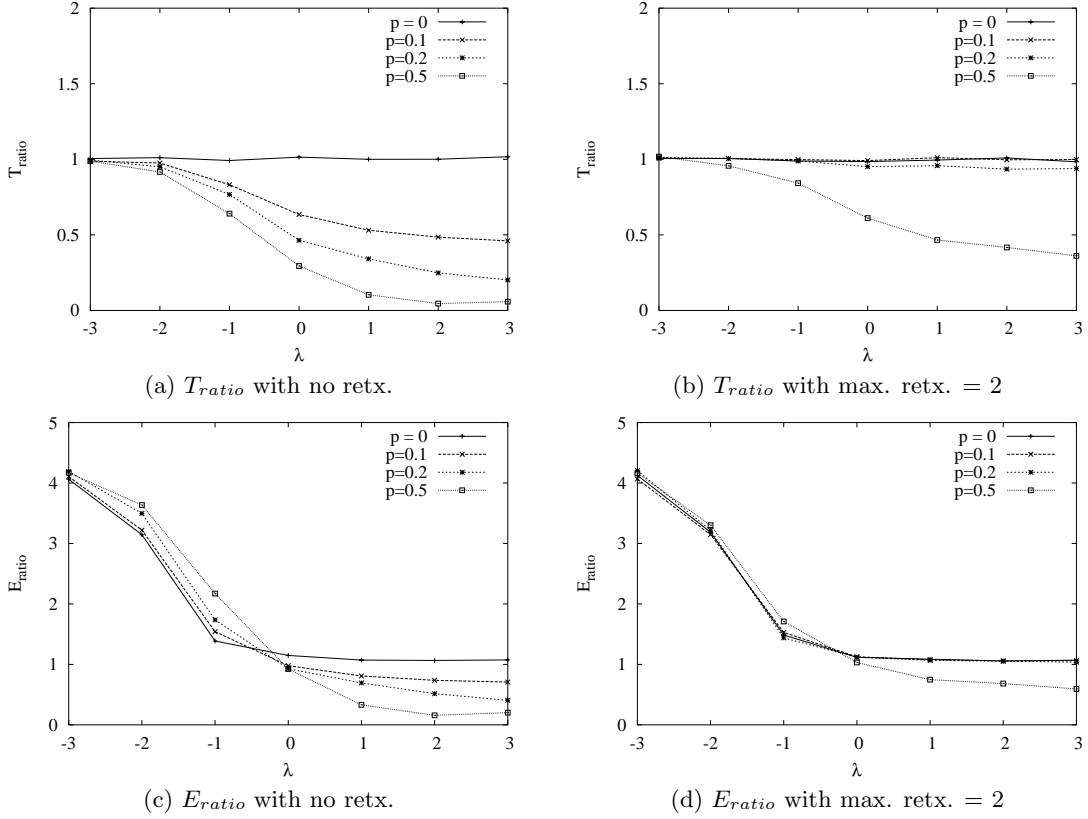 2
1.5
1
0.5
0
T_ratio
-3 -2 -1 0 1 2 3
λ
p = 0
p=0.1
p=0.2
p=0.5
(a) T_ratio with no retx.
2
1.5
1
0.5
0
T_ratio
-3 -2 -1 0 1 2 3
λ
p = 0
p=0.1
p=0.2
p=0.5
(b) T_ratio with max. retx. = 2
5
4
3
2
1
0
E_ratio
-3 -2 -1 0 1 2 3
λ
p = 0
p=0.1
p=0.2
p=0.5
(c) E_ratio with no retx.
5
4
3
2
1
0
E_ratio
-3 -2 -1 0 1 2 3
λ
p = 0
p=0.1
p=0.2
p=0.5
(d) E_ratio with max. retx. = 2